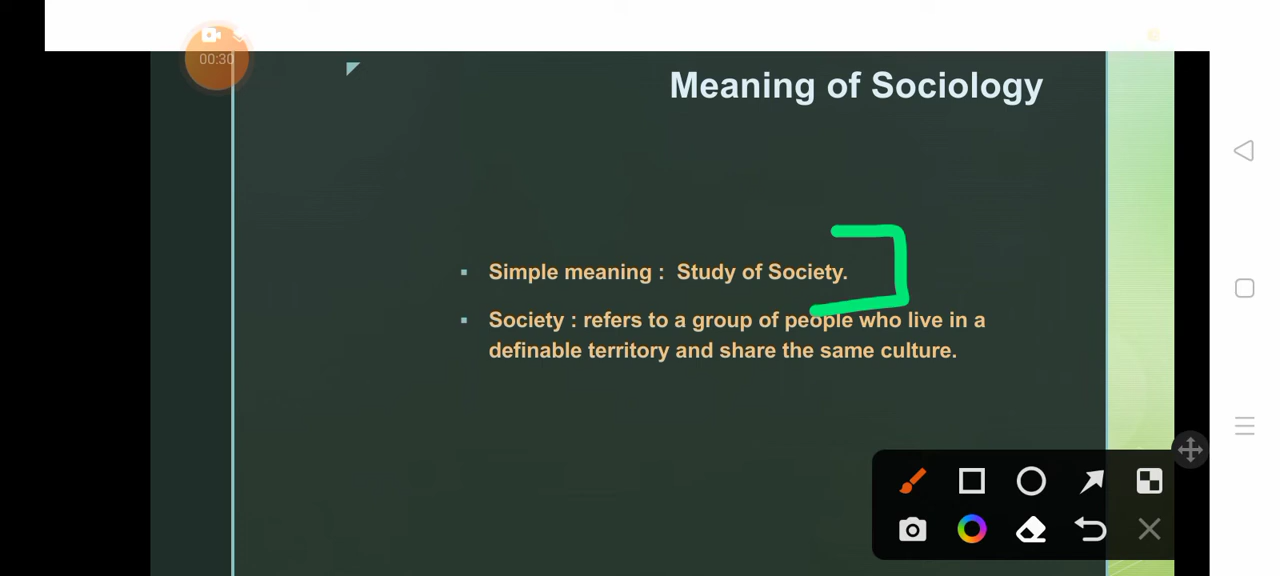 00:30
Meaning of Sociology
▪ Simple meaning : Study of Society.
▪ Society : refers to a group of people who live in a
definable territory and share the same culture.